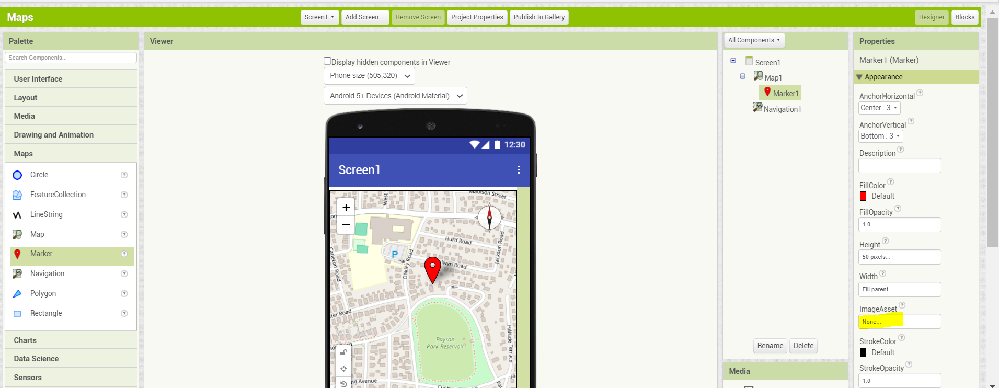 Maps
Screen1
Add Screen ...
Remove Screen
Project Properties
Publish to Gallery
Designer
Blocks
Palette
Search Components...
User Interface
Layout
Media
Drawing and Animation
Maps
Circle
?
FeatureCollection
?
LineString
?
Map
?
Marker
?
Navigation
?
Polygon
?
Rectangle
?
Charts
Data Science
Sensors
Viewer
Display hidden components in Viewer
Phone size (505,320)
Android 5+ Devices (Android Material)
12:30
Screen1
+
−
Madison Street
West
Hurd Road
Jackson Road
Carleton Road
P
Oakley Road
elwyn Road
ster Road
Payson
Park Reservoir
Hillside Terrace
ng Avenue
Cushing
All Components
Screen1
Map1
Marker1
Navigation1
Rename
Delete
Media
Properties
Marker1 (Marker)
Appearance
AnchorHorizontal ?
Center : 3
AnchorVertical ?
Bottom : 3
Description ?
FillColor ?
Default
FillOpacity ?
1.0
Height ?
50 pixels...
Width ?
Fill parent...
ImageAsset ?
None...
StrokeColor ?
Default
StrokeOpacity ?
1.0